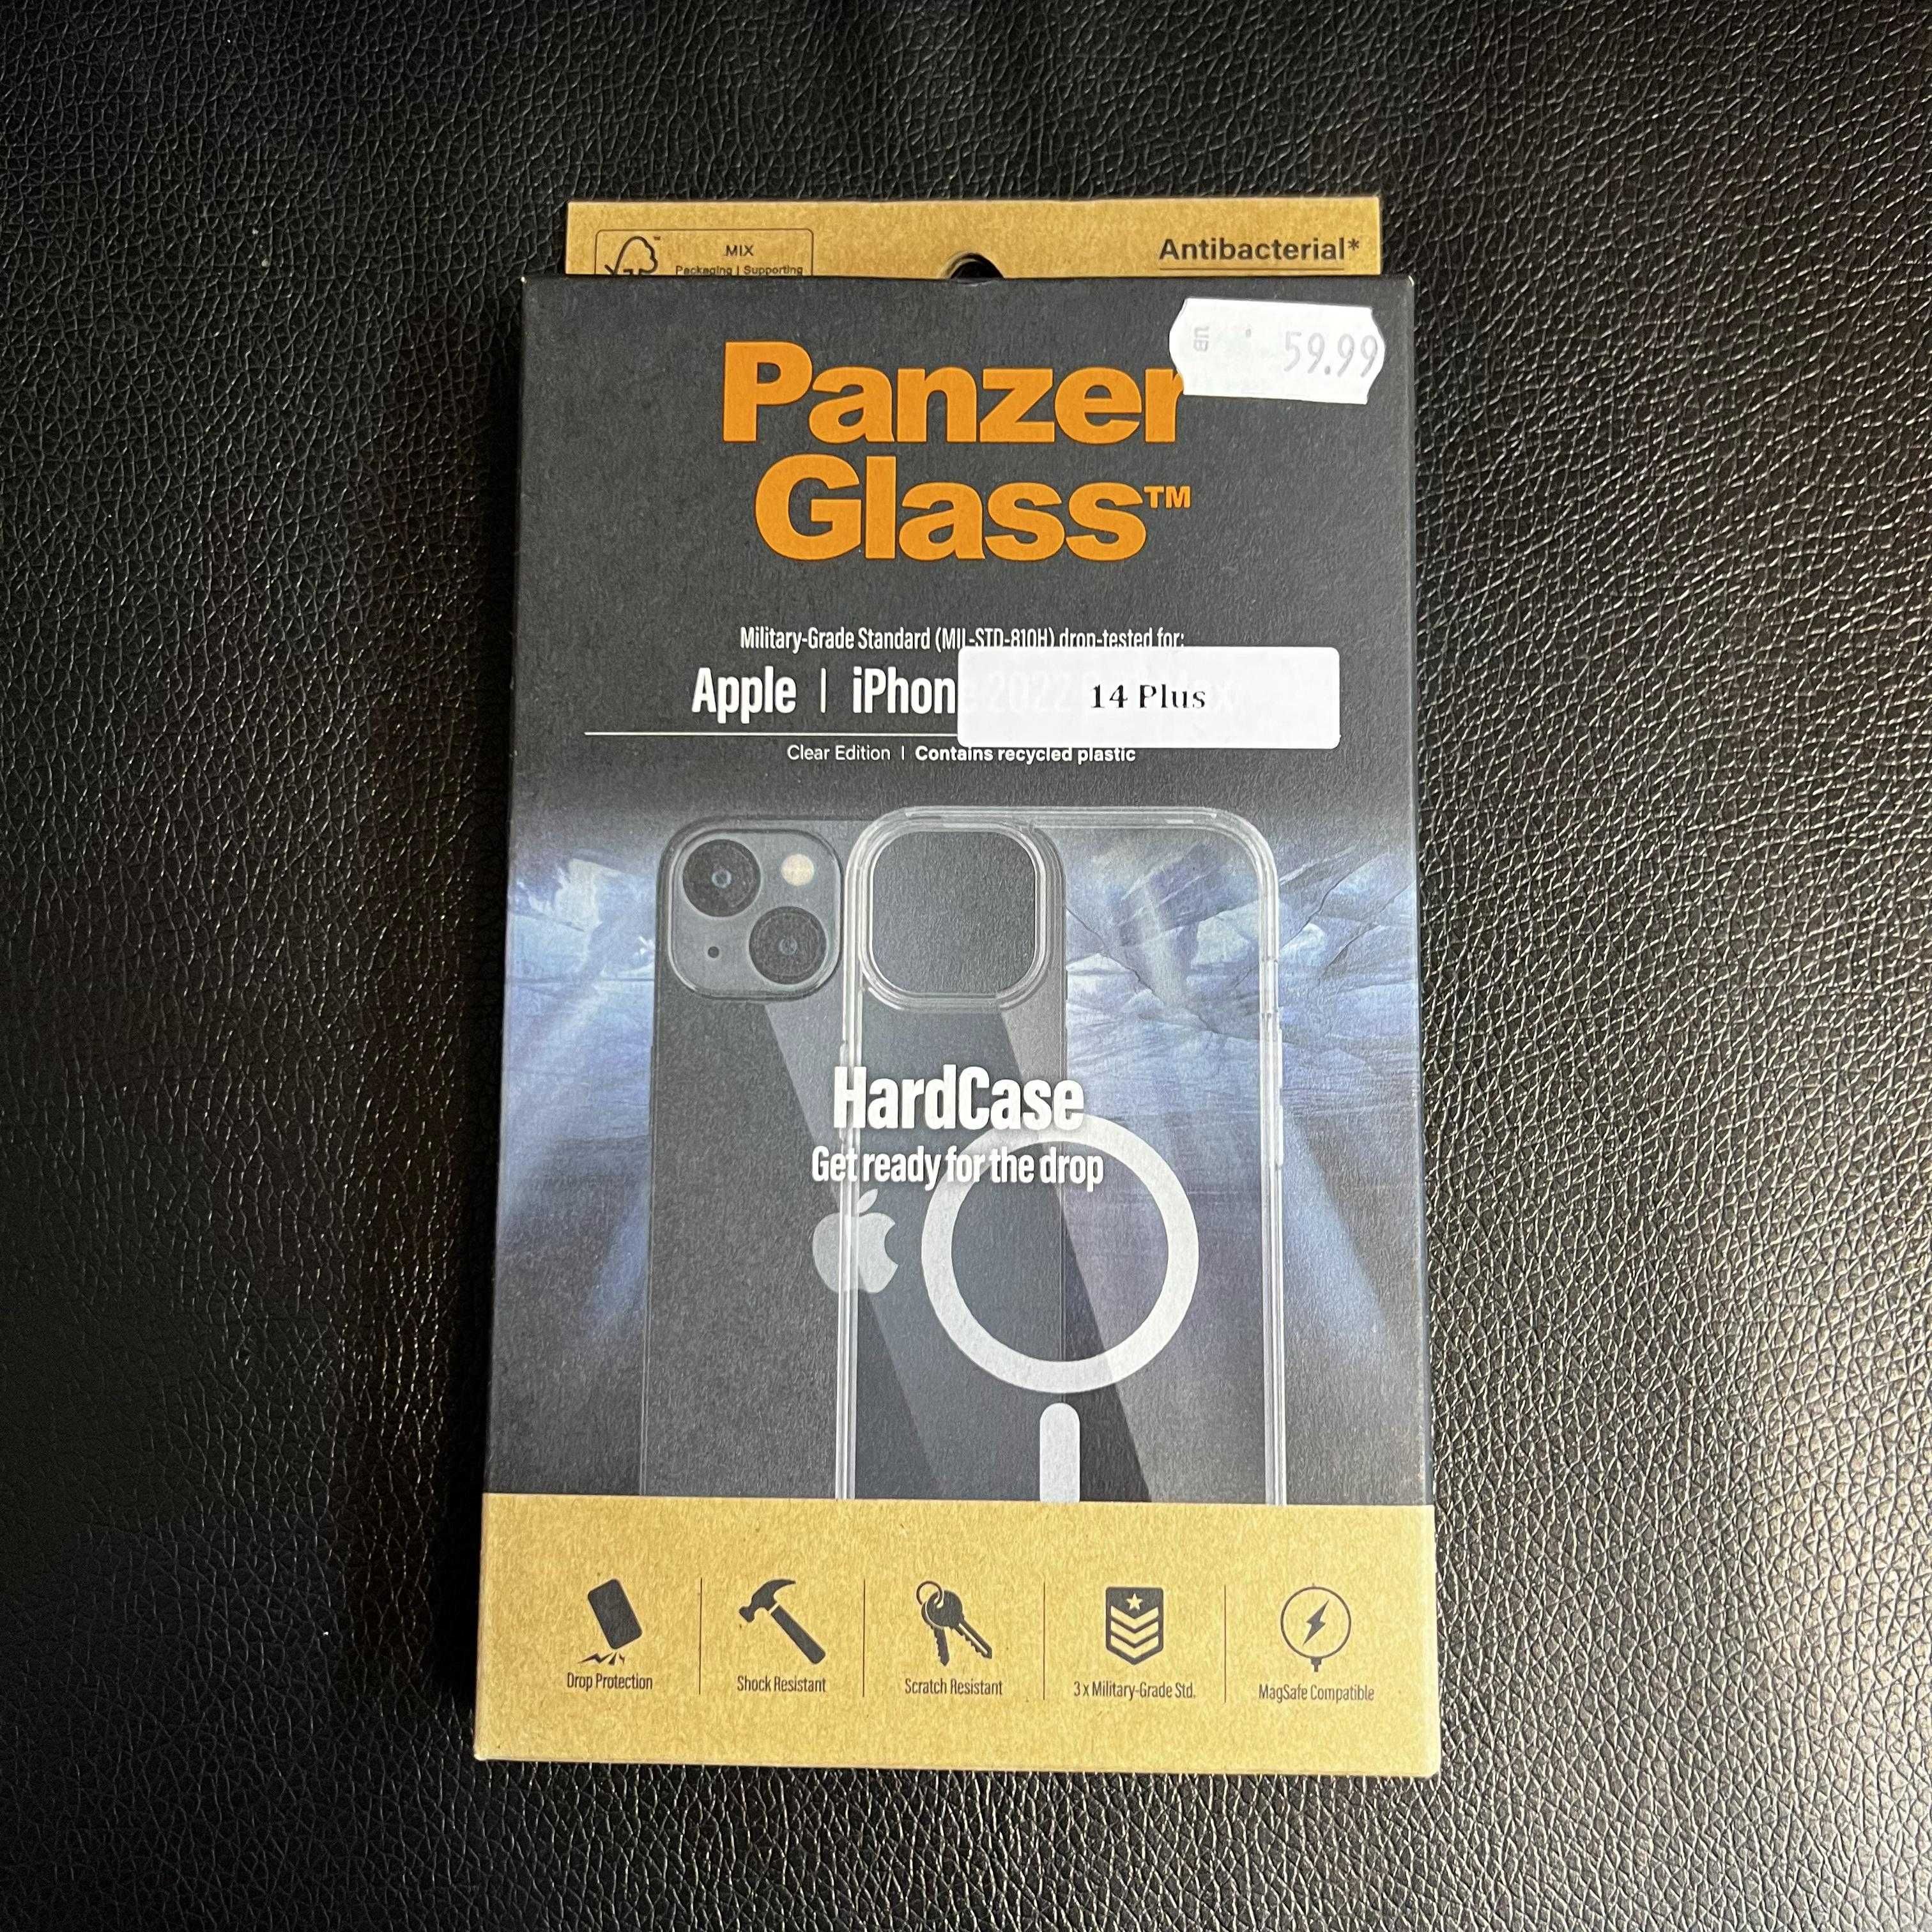 MIX
Packaging | Supporting
Antibacterial*
59.99
Panzer
Glass™
Military-Grade Standard (MIL-STD-810H) drop-tested for:
Apple | iPhon
14 Plus
Clear Edition | Contains recycled plastic
HardCase
Get ready for the drop
Drop Protection
Shock Resistant
Scratch Resistant
3 x Military-Grade Std.
MagSafe Compatible